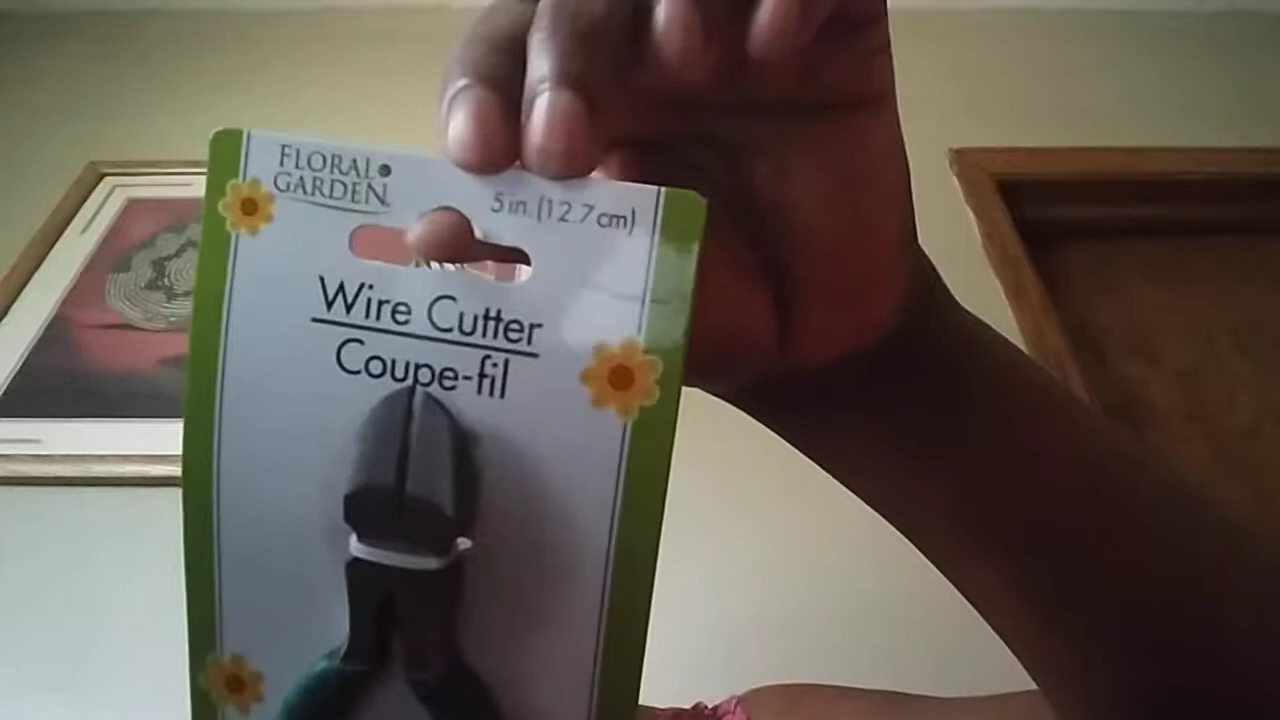 FLORAL
GARDEN
5 in. (12.7 cm)
Wire Cutter
Coupe-fil